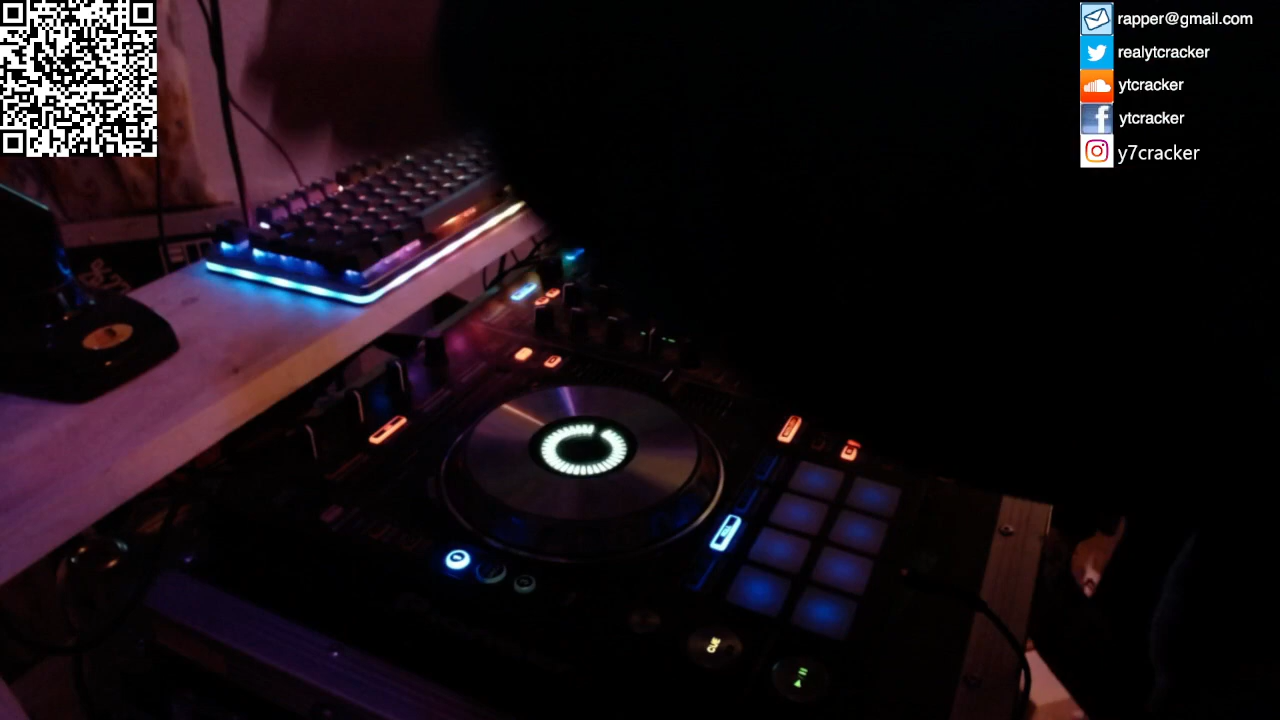 rapper@gmail.com
realytcracker
ytcracker
ytcracker
y7cracker
CUE